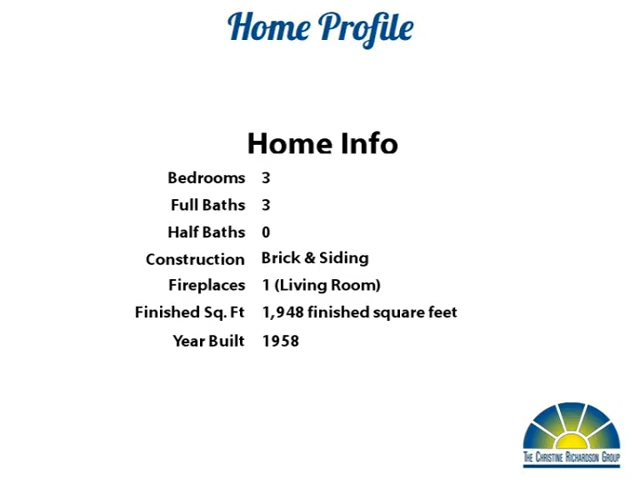 Home Profile
Home Info
Bedrooms 3
Full Baths 3
Half Baths 0
Construction Brick & Siding
Fireplaces 1 (Living Room)
Finished Sq. Ft 1,948 finished square feet
Year Built 1958
THE CHRISTINE RICHARDSON GROUP